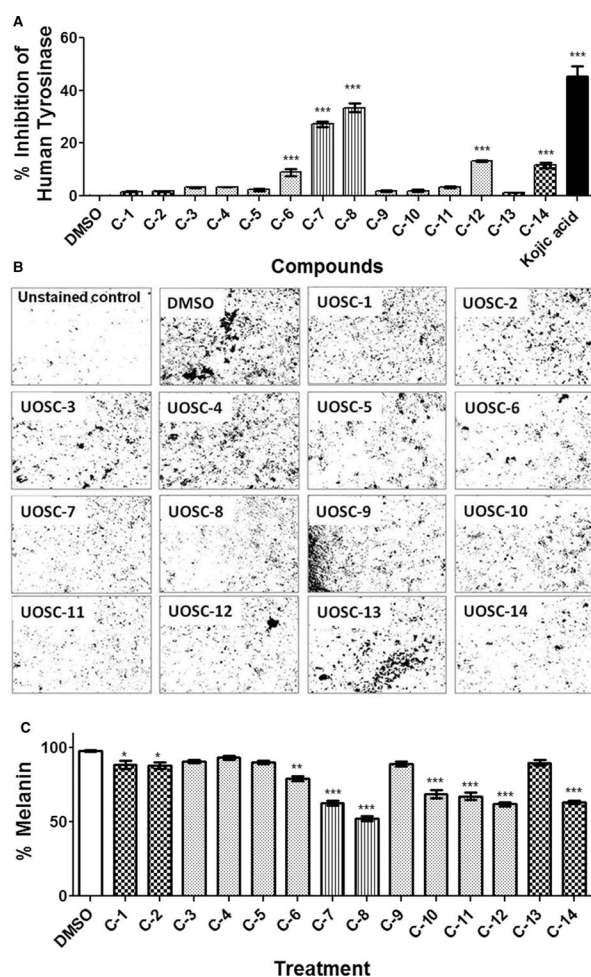 A
% Inhibition of
Human Tyrosinase
60
40
20
0
***
***
***
***
***
***
DMSO
C-1
C-2
C-3
C-4
C-5
C-6
C-7
C-8
C-9
C-10
C-11
C-12
C-13
C-14
Kojic acid
Compounds
B
Unstained control
DMSO
UOSC-1
UOSC-2
UOSC-3
UOSC-4
UOSC-5
UOSC-6
UOSC-7
UOSC-8
UOSC-9
UOSC-10
UOSC-11
UOSC-12
UOSC-13
UOSC-14
C
% Melanin
100
50
0
*
*
**
***
***
***
***
***
***
DMSO
C-1
C-2
C-3
C-4
C-5
C-6
C-7
C-8
C-9
C-10
C-11
C-12
C-13
C-14
Treatment